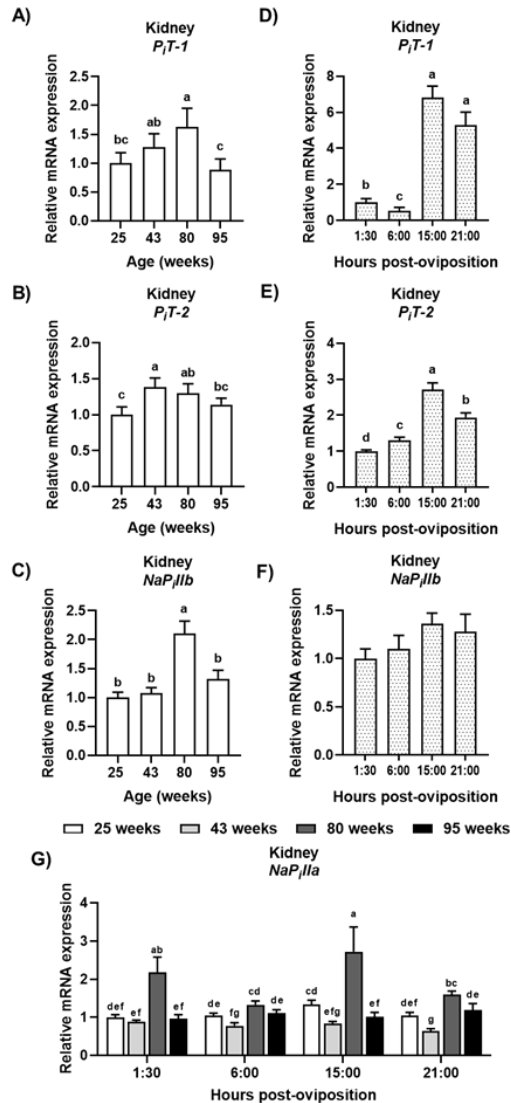 A)
Kidney
PᵢT-1
Relative mRNA expression
2.5
2.0
1.5
1.0
0.5
0.0
bc
ab
a
c
25 43 80 95
Age (weeks)
D)
Kidney
PᵢT-1
Relative mRNA expression
8
6
4
2
0
b
c
a
a
1:30 6:00 15:00 21:00
Hours post-oviposition
B)
Kidney
PᵢT-2
Relative mRNA expression
2.0
1.5
1.0
0.5
0.0
c
a
ab
bc
25 43 80 95
Age (weeks)
E)
Kidney
PᵢT-2
Relative mRNA expression
4
3
2
1
0
d
c
a
b
1:30 6:00 15:00 21:00
Hours post-oviposition
C)
Kidney
NaPᵢIIb
Relative mRNA expression
2.5
2.0
1.5
1.0
0.5
0.0
b
b
a
b
25 43 80 95
Age (weeks)
F)
Kidney
NaPᵢIIb
Relative mRNA expression
1.5
1.0
0.5
0.0
1:30 6:00 15:00 21:00
Hours post-oviposition
25 weeks 43 weeks 80 weeks 95 weeks
G)
Kidney
NaPᵢIIa
Relative mRNA expression
4
3
2
1
0
def ef ab ef
de fg cd de
cd efg a ef
def g bc de
1:30 6:00 15:00 21:00
Hours post-oviposition